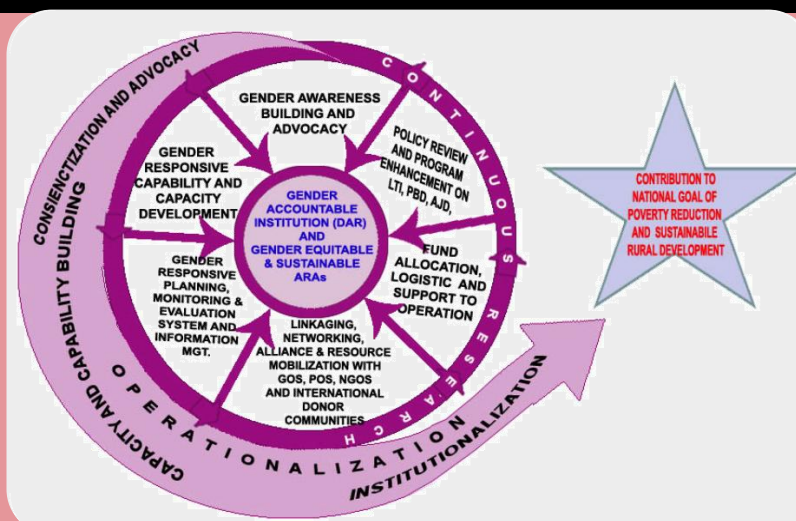 CONSIENCTIZATION AND ADVOCACY
CAPACITY AND CAPABILITY BUILDING
OPERATIONALIZATION
INSTITUTIONALIZATION
CONTINUOUS RESEARCH
GENDER AWARENESS
BUILDING AND
ADVOCACY
POLICY REVIEW
AND PROGRAM
ENHANCEMENT ON
LTI, PBD, AJD,
FUND
ALLOCATION,
LOGISTIC AND
SUPPORT TO
OPERATION
LINKAGING,
NETWORKING,
ALLIANCE & RESOURCE
MOBILIZATION WITH
GOS, POS, NGOS
AND INTERNATIONAL
DONOR
COMMUNITIES
GENDER
RESPONSIVE
PLANNING,
MONITORING &
EVALUATION
SYSTEM AND
INFORMATION
MGT.
GENDER
RESPONSIVE
CAPABILITY AND
CAPACITY
DEVELOPMENT
GENDER
ACCOUNTABLE
INSTITUTION (DAR)
AND
GENDER EQUITABLE
& SUSTAINABLE
ARAs
CONTRIBUTION TO
NATIONAL GOAL OF
POVERTY REDUCTION
AND SUSTAINABILE
RURAL DEVELOPMENT